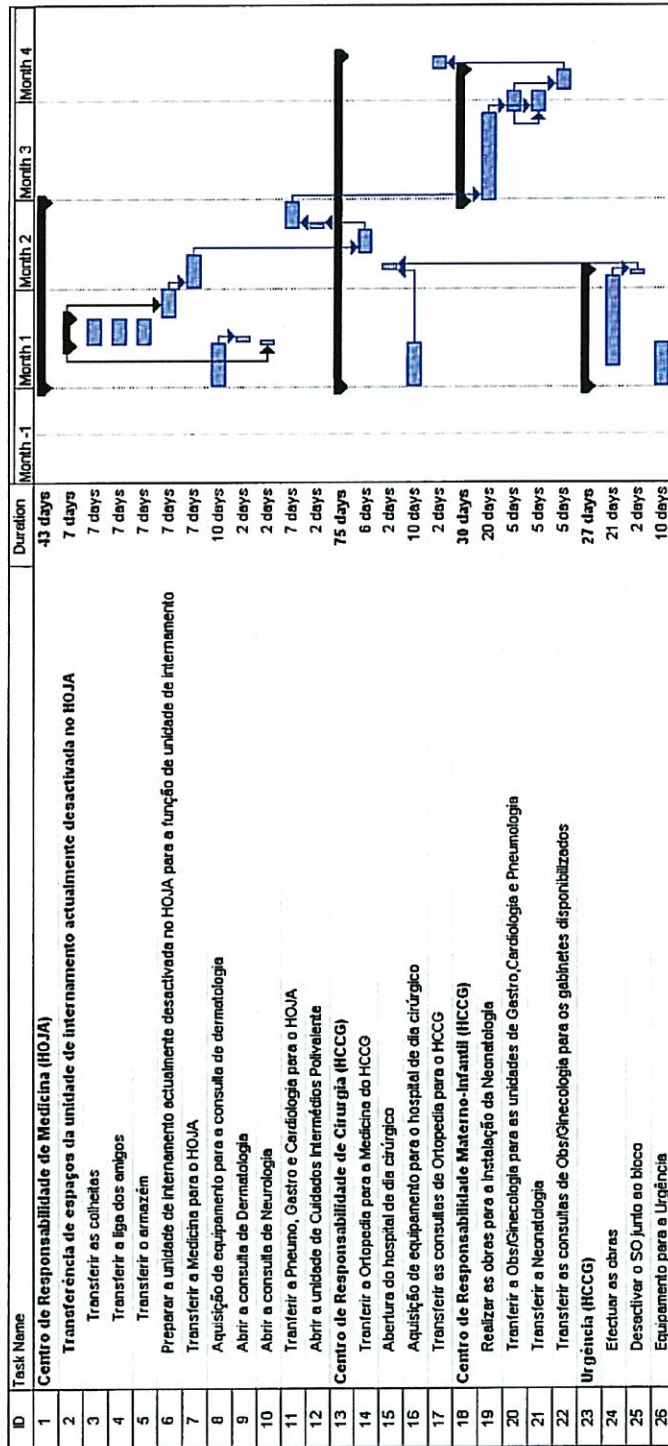 ID Task Name Duration Month -1 Month 1 Month 2 Month 3 Month 4
1 Centro de Responsabilidade de Medicina (HOJA) 43 days
2 Transferência de espaços da unidade de internamento actualmente desactivada no HOJA 7 days
3 Transferir as colheitas 7 days
4 Transferir a liga dos amigos 7 days
5 Transferir o armazém 7 days
6 Preparar a unidade de internamento actualmente desactivada no HOJA para a função de unidade de internamento 7 days
7 Transferir a Medicina para o HOJA 7 days
8 Aquisição de equipamento para a consulta de dermatologia 10 days
9 Abrir a consulta de Dermatologia 2 days
10 Abrir a consulta de Neurologia 2 days
11 Tranferir a Pneumo, Gastro e Cardiologia para o HOJA 7 days
12 Abrir a unidade de Cuidados Intermédios Polivalente 2 days
13 Centro de Responsabilidade de Cirurgia (HCCG) 75 days
14 Tranferir a Ortopedia para a Medicina do HCCG 6 days
15 Abertura do hospital de dia cirúrgico 2 days
16 Aquisição de equipamento para o hospital de dia cirúrgico 10 days
17 Transferir as consultas de Ortopedia para o HCCG 2 days
18 Centro de Responsabilidade Materno-Infantil (HCCG) 30 days
19 Realizar as obras para a instalação da Neonatologia 20 days
20 Tranferir a Obs/Ginecologia para as unidades de Gastro,Cardiologia e Pneumologia 5 days
21 Transferir a Neonatologia 5 days
22 Transferir as consultas de Obs/Ginecologia para os gabinetes disponibilizados 5 days
23 Urgência (HCCG) 27 days
24 Efectuar as obras 21 days
25 Desactivar o SO junto ao bloco 2 days
26 Equipamento para a Urgência 10 days